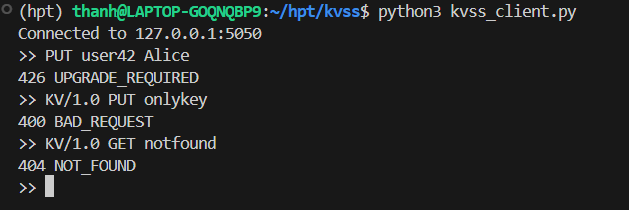 (hpt) thanh@LAPTOP-GOQNQBP9:~/hpt/kvss$ python3 kvss_client.py
Connected to 127.0.0.1:5050
>> PUT user42 Alice
426 UPGRADE_REQUIRED
>> KV/1.0 PUT onlykey
400 BAD_REQUEST
>> KV/1.0 GET notfound
404 NOT_FOUND
>>